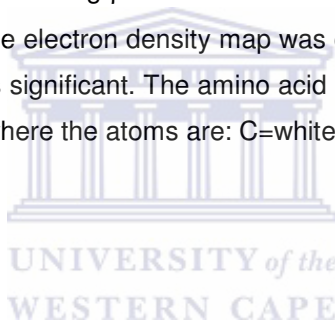 e electron density map was
significant. The amino acid
here the atoms are: C=white
UNIVERSITY of the
WESTERN CAPE